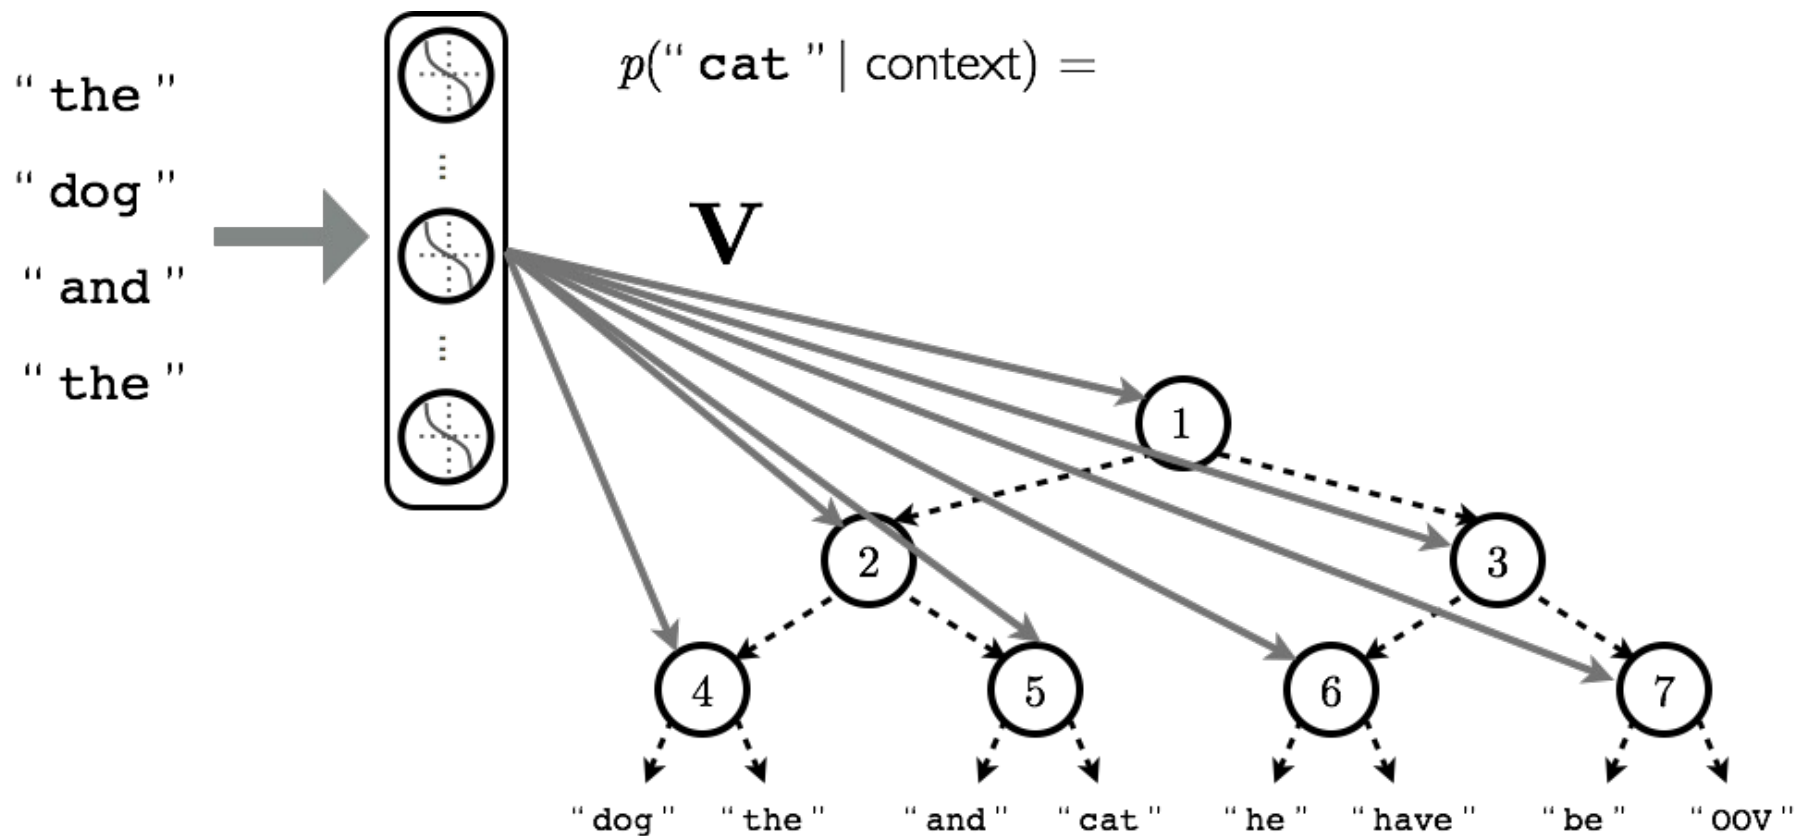 “ the ”
“ dog ”
“ and ”
“ the ”
p(“ cat ” | context) =
V
1
2 3
4 5 6 7
“ dog ” “ the ” “ and ” “ cat ” “ he ” “ have ” “ be ” “ OOV ”